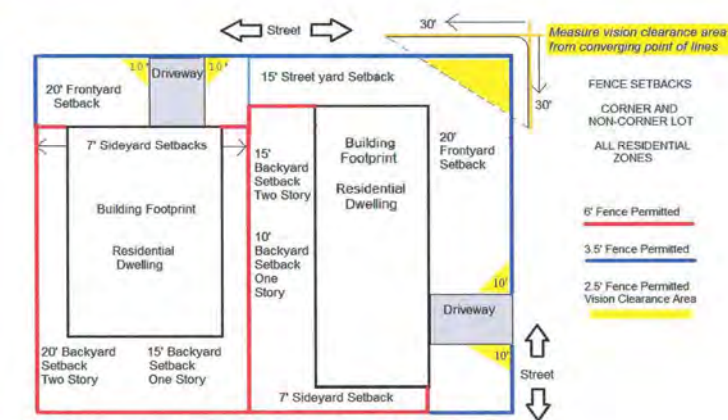 Street
30'
Measure vision clearance area
from converging point of lines
30'
20' Frontyard
Setback
10'
Driveway
10'
15' Street yard Setback
FENCE SETBACKS
CORNER AND
NON-CORNER LOT
ALL RESIDENTIAL
ZONES
7' Sideyard Setbacks
Building Footprint
Residential
Dwelling
20' Backyard
Setback
Two Story
15' Backyard
Setback
One Story
15'
Backyard
Setback
Two Story
10'
Backyard
Setback
One
Story
Building
Footprint
Residential
Dwelling
20'
Frontyard
Setback
10'
Driveway
10'
7' Sideyard Setback
Street
6' Fence Permitted
3.5' Fence Permitted
2.5' Fence Permitted
Vision Clearance Area